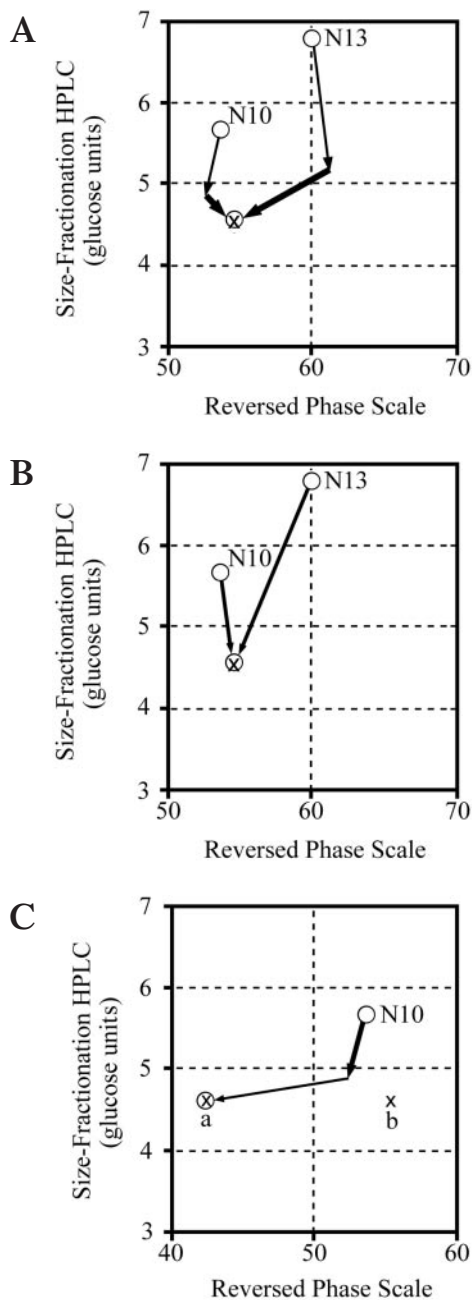 A
7
6
5
4
3
Size-Fractionation HPLC
(glucose units)
N13
N10
x
50
60
70
Reversed Phase Scale
B
7
6
5
4
3
Size-Fractionation HPLC
(glucose units)
N13
N10
x
50
60
70
Reversed Phase Scale
C
7
6
5
4
3
Size-Fractionation HPLC
(glucose units)
N10
x
a
x
b
40
50
60
Reversed Phase Scale